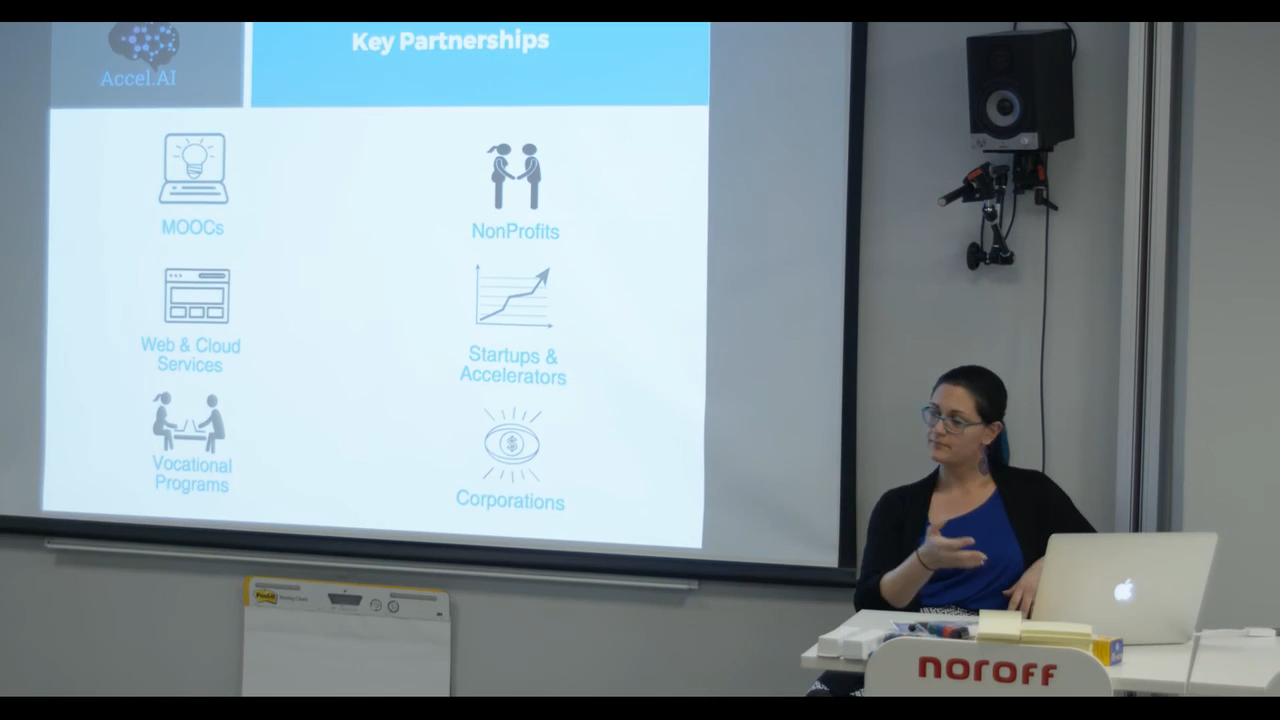 Key Partnerships
Accel.AI
MOOCs
NonProfits
Web & Cloud
Services
Startups &
Accelerators
Vocational
Programs
Corporations
Post-it
noroff